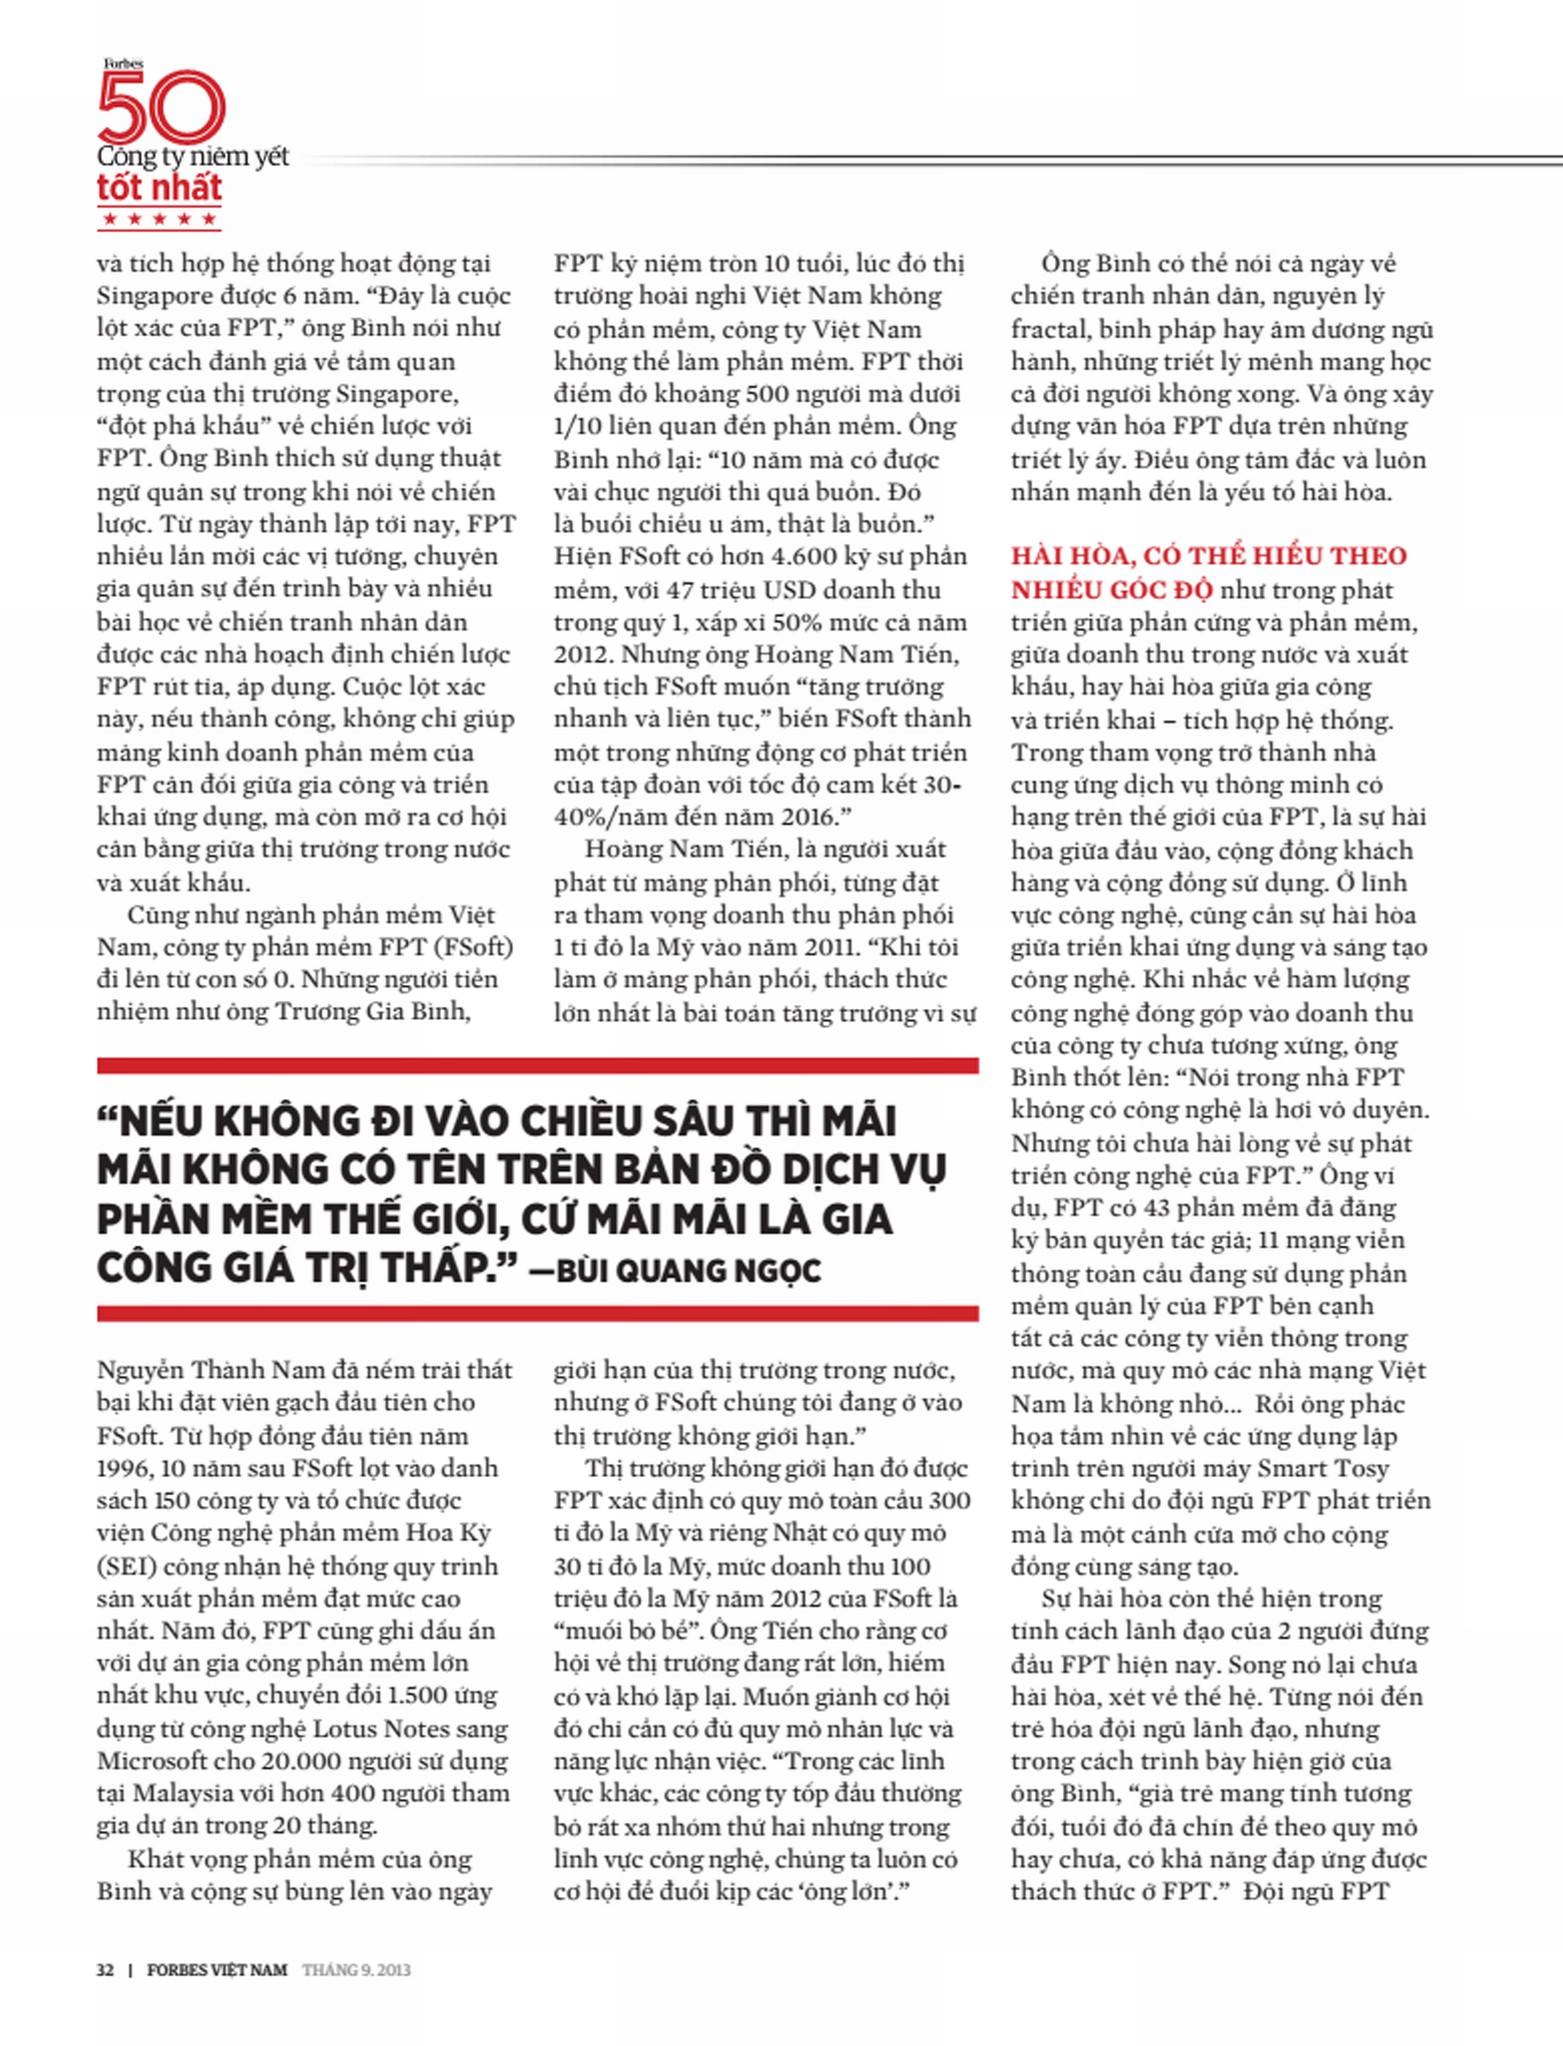 Forbes
50
Công ty niêm yết
tốt nhất
và tích hợp hệ thống hoạt động tại
Singapore được 6 năm. “Đây là cuộc
lột xác của FPT,” ông Bình nói như
một cách đánh giá về tầm quan
trọng của thị trường Singapore,
“đột phá khẩu” về chiến lược với
FPT. Ông Bình thích sử dụng thuật
ngữ quân sự trong khi nói về chiến
lược. Từ ngày thành lập tới nay, FPT
nhiều lần mời các vị tướng, chuyên
gia quân sự đến trình bày và nhiều
bài học về chiến tranh nhân dân
được các nhà hoạch định chiến lược
FPT rút tỉa, áp dụng. Cuộc lột xác
này, nếu thành công, không chỉ giúp
mảng kinh doanh phần mềm của
FPT cân đối giữa gia công và triển
khai ứng dụng, mà còn mở ra cơ hội
cân bằng giữa thị trường trong nước
và xuất khẩu.
Cũng như ngành phần mềm Việt
Nam, công ty phần mềm FPT (FSoft)
đi lên từ con số 0. Những người tiền
nhiệm như ông Trương Gia Bình,
“NẾU KHÔNG ĐI VÀO CHIỀU SÂU THÌ MÃI
MÃI KHÔNG CÓ TÊN TRÊN BẢN ĐỒ DỊCH VỤ
PHẦN MỀM THẾ GIỚI, CỨ MÃI MÃI LÀ GIA
CÔNG GIÁ TRỊ THẤP.” —BÙI QUANG NGỌC
Nguyễn Thành Nam đã nếm trải thất
bại khi đặt viên gạch đầu tiên cho
FSoft. Từ hợp đồng đầu tiên năm
1996, 10 năm sau FSoft lọt vào danh
sách 150 công ty và tổ chức được
viện Công nghệ phần mềm Hoa Kỳ
(SEI) công nhận hệ thống quy trình
sản xuất phần mềm đạt mức cao
nhất. Năm đó, FPT cũng ghi dấu ấn
với dự án gia công phần mềm lớn
nhất khu vực, chuyển đổi 1.500 ứng
dụng từ công nghệ Lotus Notes sang
Microsoft cho 20.000 người sử dụng
tại Malaysia với hơn 400 người tham
gia dự án trong 20 tháng.
Khát vọng phần mềm của ông
Bình và cộng sự bùng lên vào ngày
FPT kỷ niệm tròn 10 tuổi, lúc đó thị
trường hoài nghi Việt Nam không
có phần mềm, công ty Việt Nam
không thể làm phần mềm. FPT thời
điểm đó khoảng 500 người mà dưới
1/10 liên quan đến phần mềm. Ông
Bình nhớ lại: “10 năm mà có được
vài chục người thì quá buồn. Đó
là buổi chiều u ám, thật là buồn.”
Hiện FSoft có hơn 4.600 kỹ sư phần
mềm, với 47 triệu USD doanh thu
trong quý 1, xấp xỉ 50% mức cả năm
2012. Nhưng ông Hoàng Nam Tiến,
chủ tịch FSoft muốn “tăng trưởng
nhanh và liên tục,” biến FSoft thành
một trong những động cơ phát triển
của tập đoàn với tốc độ cam kết 30-
40%/năm đến năm 2016.”
Hoàng Nam Tiến, là người xuất
phát từ mảng phân phối, từng đặt
ra tham vọng doanh thu phân phối
1 tỉ đô la Mỹ vào năm 2011. “Khi tôi
làm ở mảng phân phối, thách thức
lớn nhất là bài toán tăng trưởng vì sự
giới hạn của thị trường trong nước,
nhưng ở FSoft chúng tôi đang ở vào
thị trường không giới hạn.”
Thị trường không giới hạn đó được
FPT xác định có quy mô toàn cầu 300
tỉ đô la Mỹ và riêng Nhật có quy mô
30 tỉ đô la Mỹ, mức doanh thu 100
triệu đô la Mỹ năm 2012 của FSoft là
“muối bỏ bể”. Ông Tiến cho rằng cơ
hội về thị trường đang rất lớn, hiếm
có và khó lặp lại. Muốn giành cơ hội
đó chỉ cần có đủ quy mô nhân lực và
năng lực nhận việc. “Trong các lĩnh
vực khác, các công ty tốp đầu thường
bỏ rất xa nhóm thứ hai nhưng trong
lĩnh vực công nghệ, chúng ta luôn có
cơ hội để đuổi kịp các ‘ông lớn’.”
Ông Bình có thể nói cả ngày về
chiến tranh nhân dân, nguyên lý
fractal, binh pháp hay âm dương ngũ
hành, những triết lý mênh mang học
cả đời người không xong. Và ông xây
dựng văn hóa FPT dựa trên những
triết lý ấy. Điều ông tâm đắc và luôn
nhấn mạnh đến là yếu tố hài hòa.
HÀI HÒA, CÓ THỂ HIỂU THEO
NHIỀU GÓC ĐỘ như trong phát
triển giữa phần cứng và phần mềm,
giữa doanh thu trong nước và xuất
khẩu, hay hài hòa giữa gia công
và triển khai – tích hợp hệ thống.
Trong tham vọng trở thành nhà
cung ứng dịch vụ thông minh có
hạng trên thế giới của FPT, là sự hài
hòa giữa đầu vào, cộng đồng khách
hàng và cộng đồng sử dụng. Ở lĩnh
vực công nghệ, cũng cần sự hài hòa
giữa triển khai ứng dụng và sáng tạo
công nghệ. Khi nhắc về hàm lượng
công nghệ đóng góp vào doanh thu
của công ty chưa tương xứng, ông
Bình thốt lên: “Nói trong nhà FPT
không có công nghệ là hơi vô duyên.
Nhưng tôi chưa hài lòng về sự phát
triển công nghệ của FPT.” Ông ví
dụ, FPT có 43 phần mềm đã đăng
ký bản quyền tác giả; 11 mạng viễn
thông toàn cầu đang sử dụng phần
mềm quản lý của FPT bên cạnh
tất cả các công ty viễn thông trong
nước, mà quy mô các nhà mạng Việt
Nam là không nhỏ... Rồi ông phác
họa tầm nhìn về các ứng dụng lập
trình trên người máy Smart Tosy
không chỉ do đội ngũ FPT phát triển
mà là một cánh cửa mở cho cộng
đồng cùng sáng tạo.
Sự hài hòa còn thể hiện trong
tính cách lãnh đạo của 2 người đứng
đầu FPT hiện nay. Song nó lại chưa
hài hòa, xét về thế hệ. Từng nói đến
trẻ hóa đội ngũ lãnh đạo, nhưng
trong cách trình bày hiện giờ của
ông Bình, “già trẻ mang tính tương
đối, tuổi đó đã chín để theo quy mô
hay chưa, có khả năng đáp ứng được
thách thức ở FPT.” Đội ngũ FPT
32 | FORBES VIỆT NAM THÁNG 9. 2013